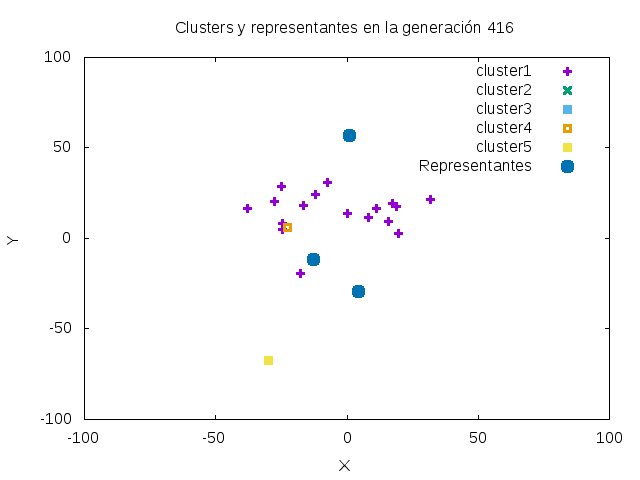 Clusters y representantes en la generación 416
100
50
0
-50
-100
-100
-50
0
50
100
Y
X
cluster1
cluster2
cluster3
cluster4
cluster5
Representantes